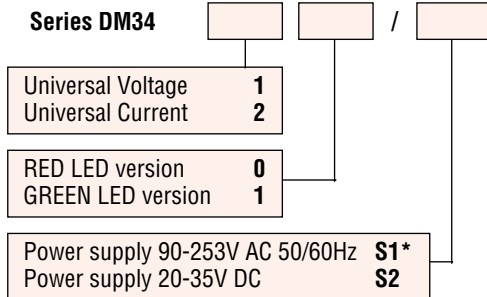 Series DM34 /
Universal Voltage 1
Universal Current 2
RED LED version 0
GREEN LED version 1
Power supply 90-253V AC 50/60Hz S1*
Power supply 20-35V DC S2